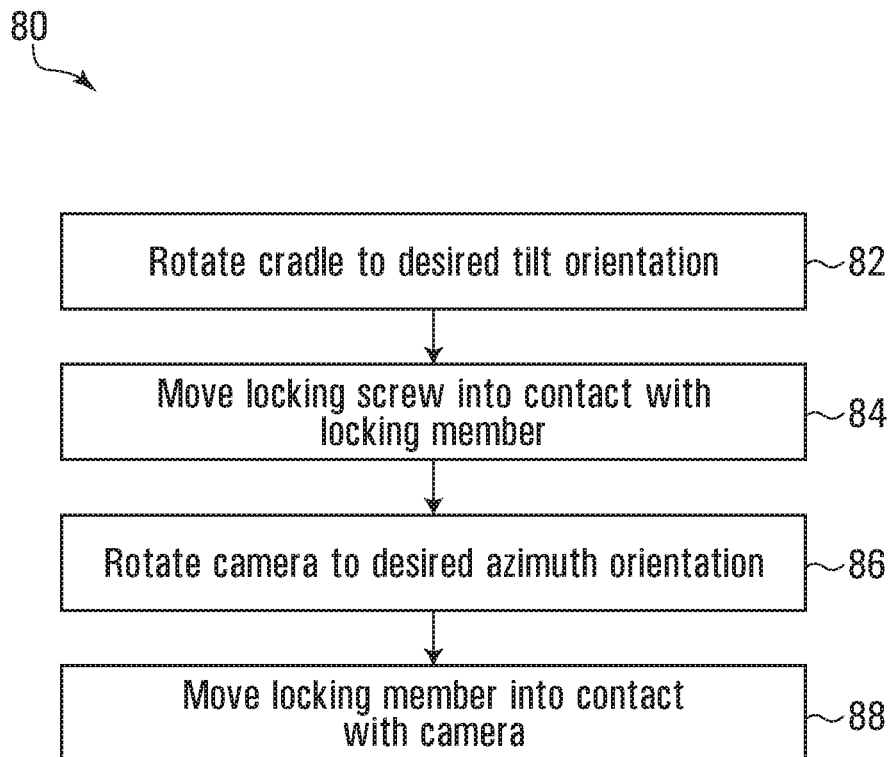 80
Rotate cradle to desired tilt orientation
82
Move locking screw into contact with
locking member
84
Rotate camera to desired azimuth orientation
86
Move locking member into contact
with camera
88